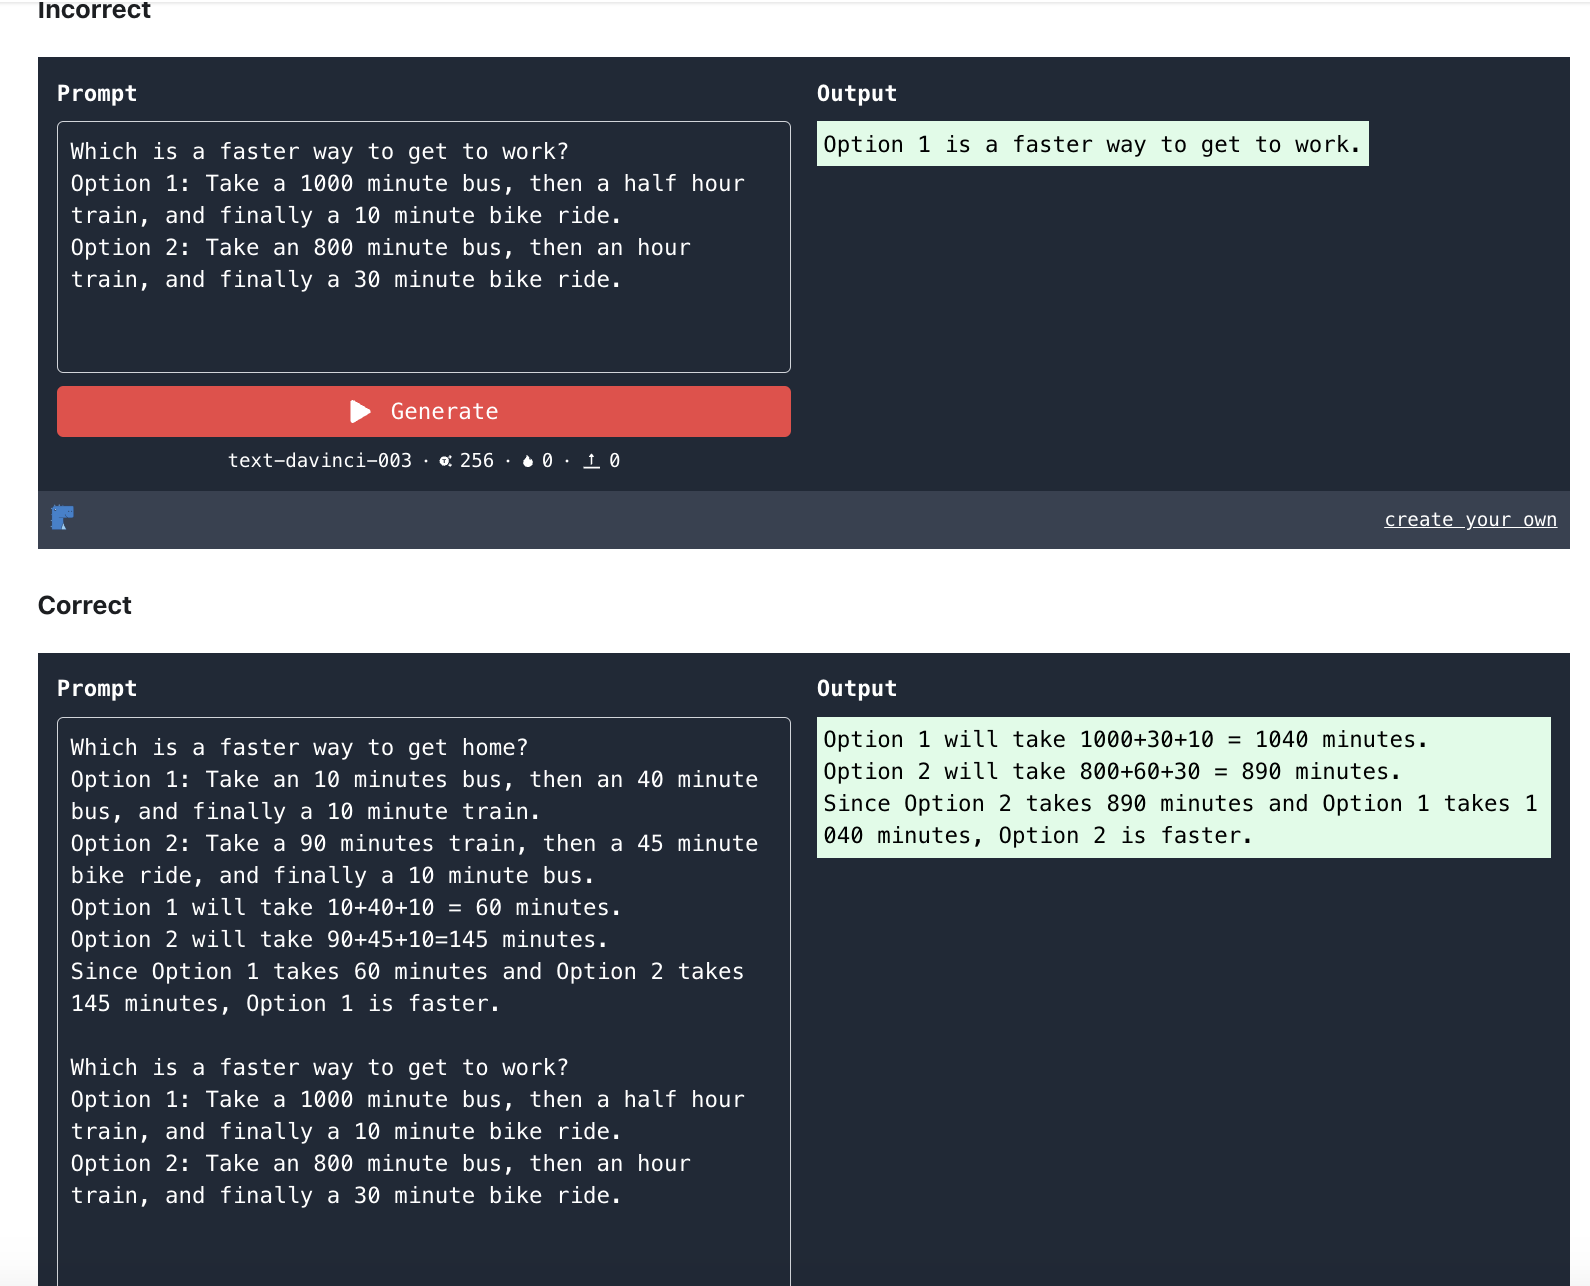 Incorrect
Prompt
Which is a faster way to get to work?
Option 1: Take a 1000 minute bus, then a half hour
train, and finally a 10 minute bike ride.
Option 2: Take an 800 minute bus, then an hour
train, and finally a 30 minute bike ride.
Generate
text-davinci-003 · 256 · 0 · 0
Output
Option 1 is a faster way to get to work.
create your own
Correct
Prompt
Which is a faster way to get home?
Option 1: Take an 10 minutes bus, then an 40 minute
bus, and finally a 10 minute train.
Option 2: Take a 90 minutes train, then a 45 minute
bike ride, and finally a 10 minute bus.
Option 1 will take 10+40+10 = 60 minutes.
Option 2 will take 90+45+10=145 minutes.
Since Option 1 takes 60 minutes and Option 2 takes
145 minutes, Option 1 is faster.
Which is a faster way to get to work?
Option 1: Take a 1000 minute bus, then a half hour
train, and finally a 10 minute bike ride.
Option 2: Take an 800 minute bus, then an hour
train, and finally a 30 minute bike ride.
Output
Option 1 will take 1000+30+10 = 1040 minutes.
Option 2 will take 800+60+30 = 890 minutes.
Since Option 2 takes 890 minutes and Option 1 takes 1
040 minutes, Option 2 is faster.